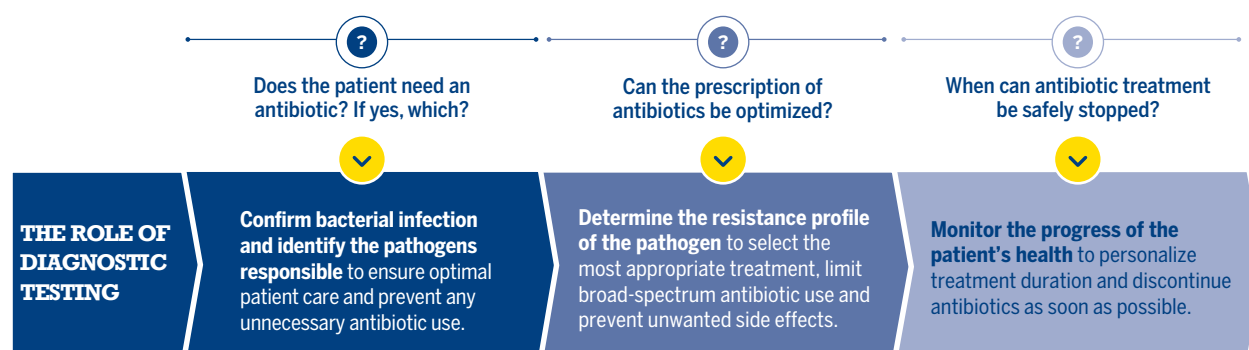 ?
Does the patient need an
antibiotic? If yes, which?
?
Can the prescription of
antibiotics be optimized?
?
When can antibiotic treatment
be safely stopped?
THE ROLE OF
DIAGNOSTIC
TESTING
Confirm bacterial infection
and identify the pathogens
responsible to ensure optimal
patient care and prevent any
unnecessary antibiotic use.
Determine the resistance profile
of the pathogen to select the
most appropriate treatment, limit
broad-spectrum antibiotic use and
prevent unwanted side effects.
Monitor the progress of the
patient's health to personalize
treatment duration and discontinue
antibiotics as soon as possible.